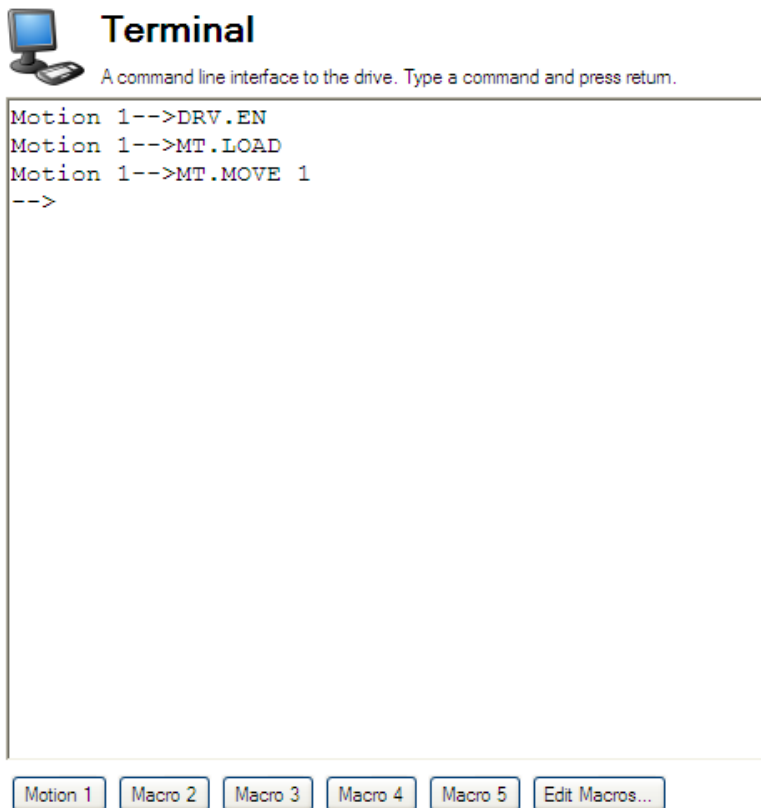 Terminal
A command line interface to the drive. Type a command and press return.
Motion 1-->DRV.EN
Motion 1-->MT.LOAD
Motion 1-->MT.MOVE 1
-->
Motion 1 Macro 2 Macro 3 Macro 4 Macro 5 Edit Macros...